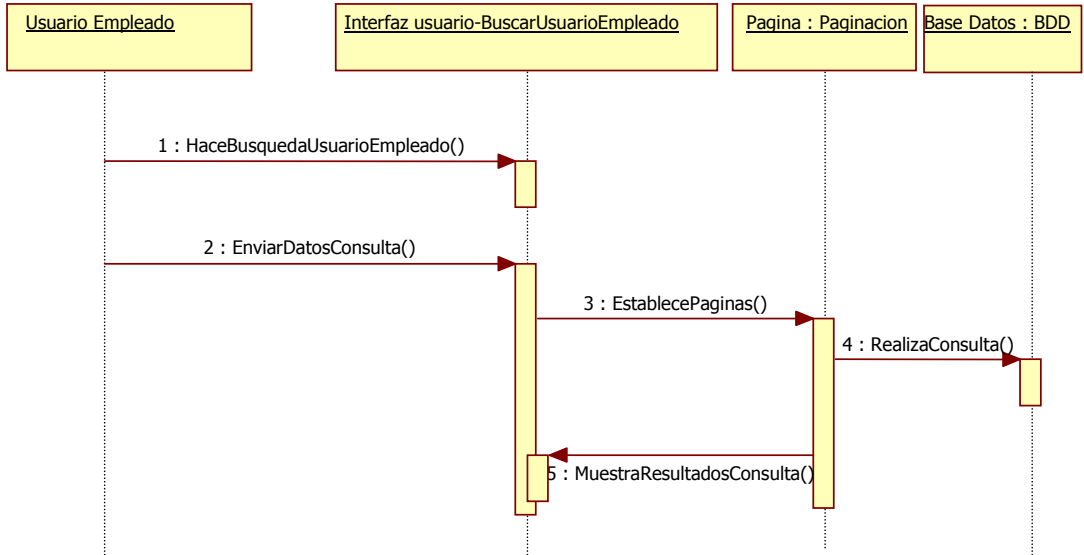 Usuario Empleado
Interfaz usuario-BuscarUsuarioEmpleado
Pagina : Paginacion
Base Datos : BDD
1 : HaceBusquedaUsuarioEmpleado()
2 : EnviarDatosConsulta()
3 : EstablecePaginas()
4 : RealizaConsulta()
5 : MuestraResultadosConsulta()